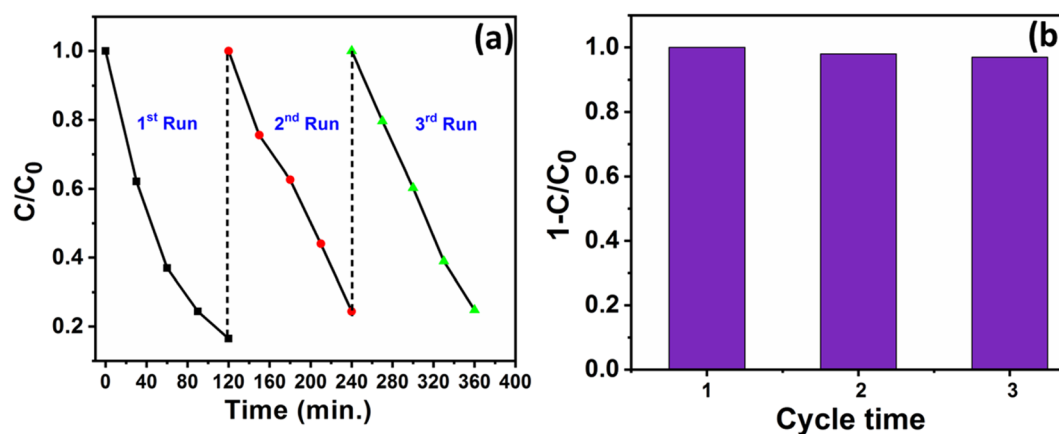 (a)
1st Run
2nd Run
3rd Run
C/C0
1.0
0.8
0.6
0.4
0.2
0 40 80 120 160 200 240 280 320 360 400
Time (min.)
(b)
1-C/C0
1.0
0.8
0.6
0.4
0.2
0.0
1 2 3
Cycle time